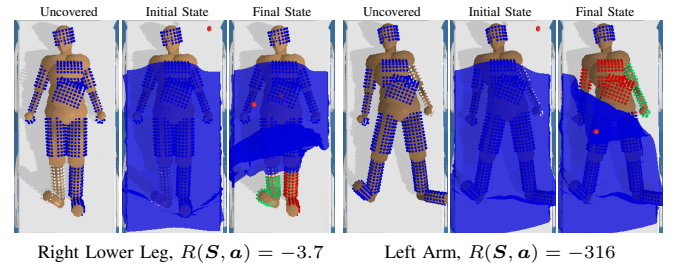 Uncovered Initial State Final State Uncovered Initial State Final State
Right Lower Leg, R(S, a) = −3.7 Left Arm, R(S, a) = −316